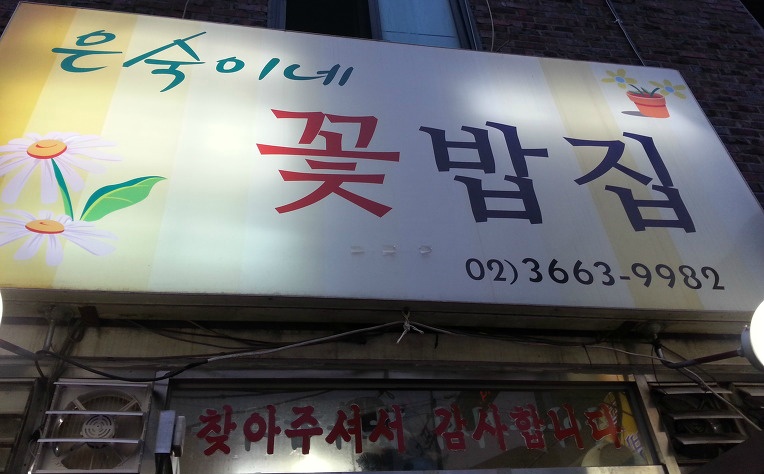 은숙이네
꽃밥집
02)3663-9982
찾아주셔서 감사합니다